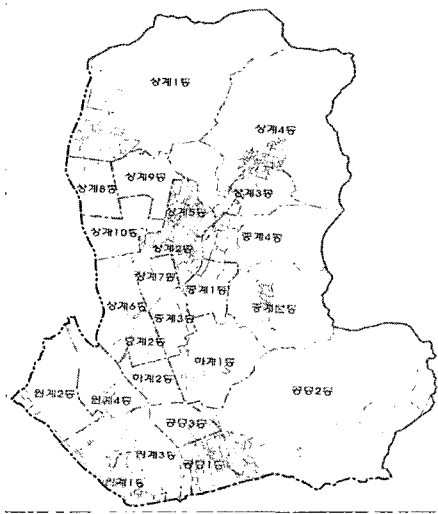 상계1동
상계4동
상계9동
상계8동
상계3동
상계5동
상계10동
중계4동
상계2동
상계7동
중계1동
상계6동
중계3동
중계본동
중계2동
하계1동
하계2동
공릉2동
월계2동
월계4동
공릉3동
월계3동
공릉1동
월계1동